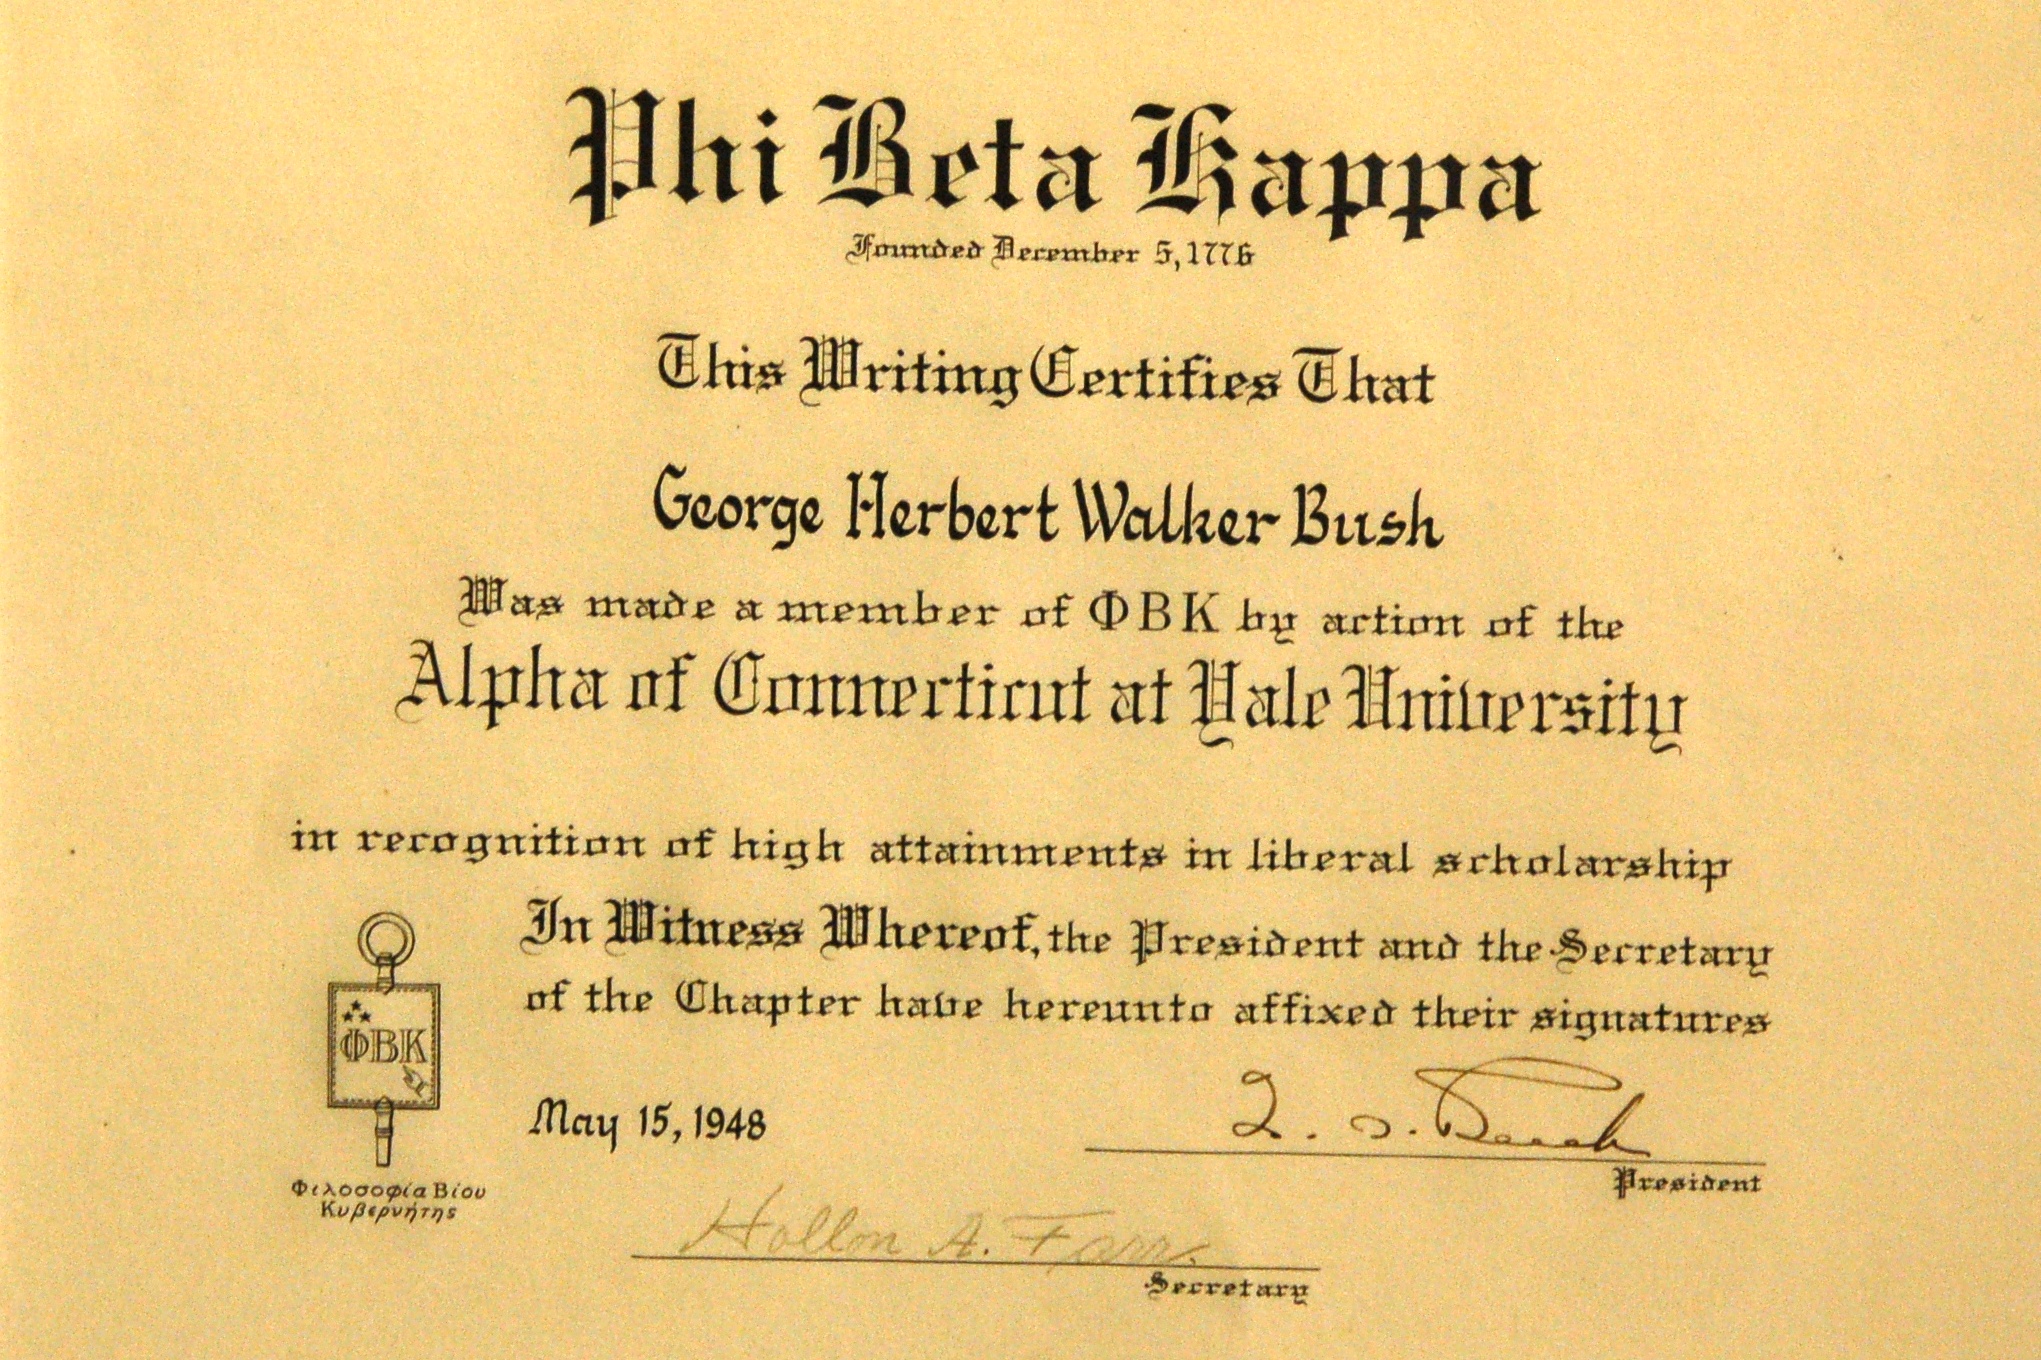 Phi Beta Kappa
Founded December 5, 1776
This Writing Certifies That
George Herbert Walker Bush
Was made a member of ΦΒΚ by action of the
Alpha of Connecticut at Yale University
in recognition of high attainments in liberal scholarship
In Witness Whereof, the President and the Secretary
of the Chapter have hereunto affixed their signatures
ΦΒΚ
May 15, 1948
President
Φιλοσοφία Βίου
Κυβερνήτης
Hollon A. Farr.
Secretary